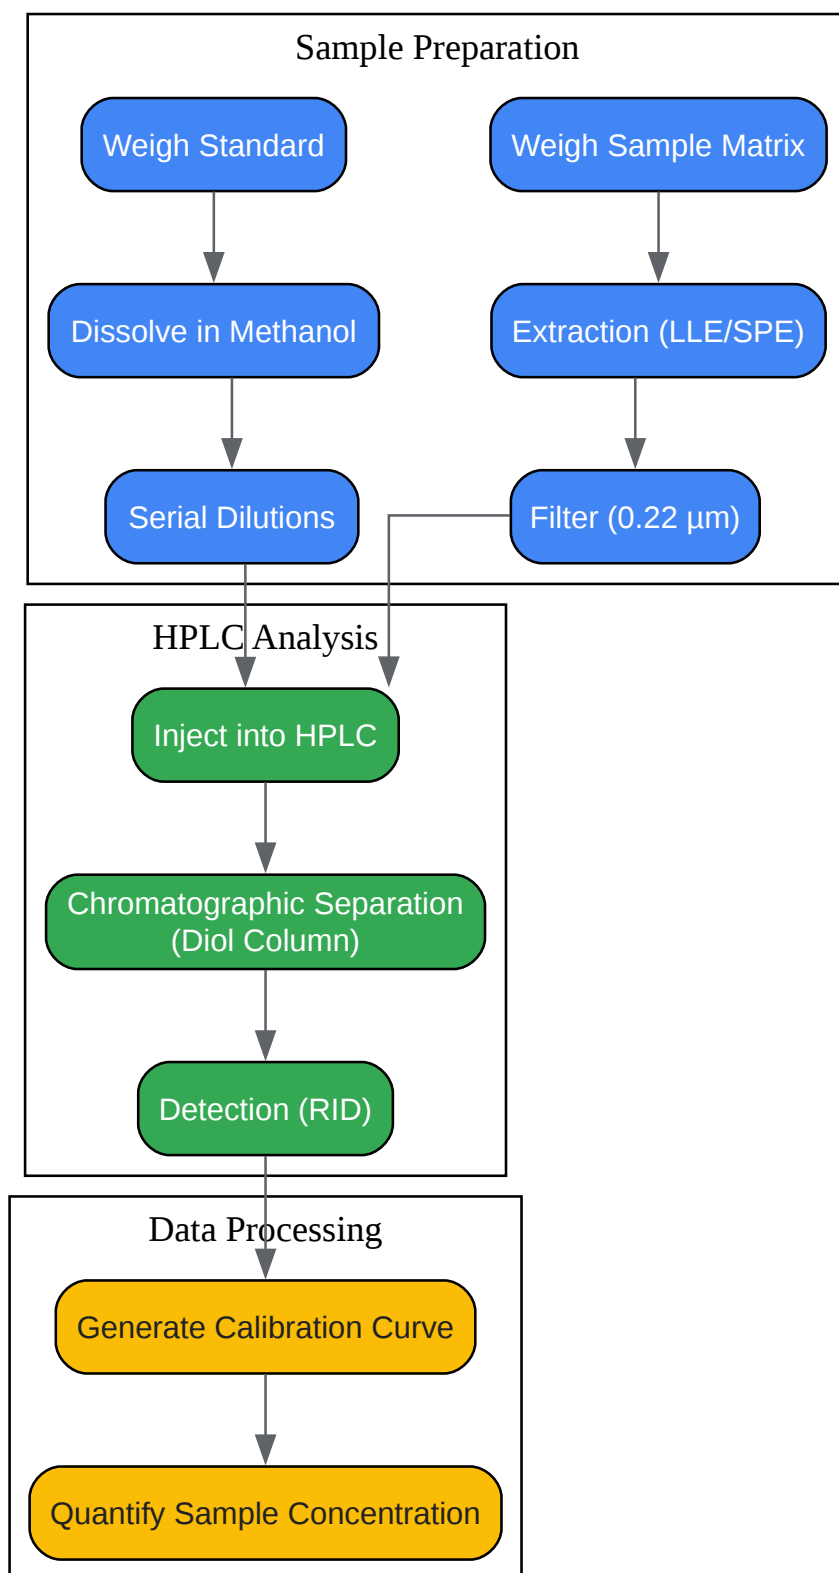 Sample Preparation
Weigh Standard
Weigh Sample Matrix
Dissolve in Methanol
Extraction (LLE/SPE)
Serial Dilutions
Filter (0.22 µm)
HPLC Analysis
Inject into HPLC
Chromatographic Separation
(Diol Column)
Detection (RID)
Data Processing
Generate Calibration Curve
Quantify Sample Concentration